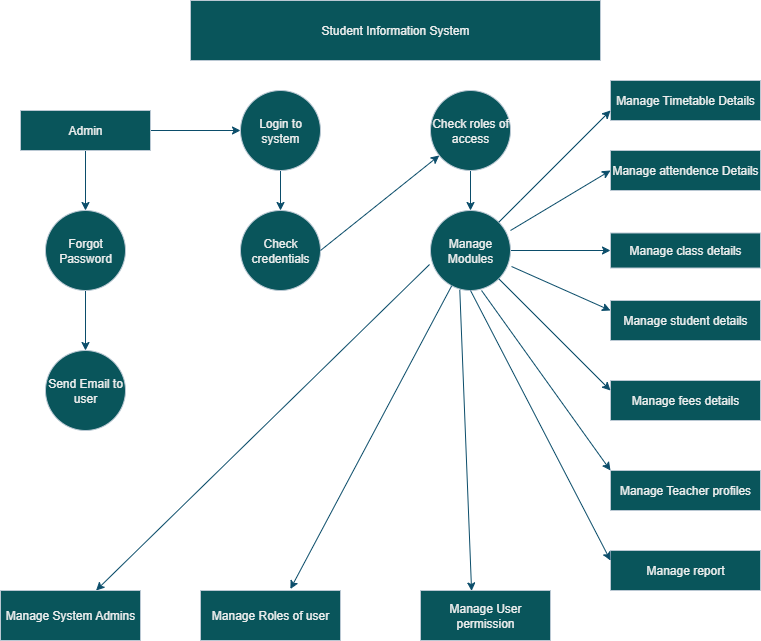 Student Information System
Admin
Login to
system
Check roles of
access
Manage Timetable Details
Manage attendence Details
Forgot
Password
Check
credentials
Manage
Modules
Manage class details
Manage student details
Send Email to
user
Manage fees details
Manage Teacher profiles
Manage report
Manage System Admins
Manage Roles of user
Manage User
permission